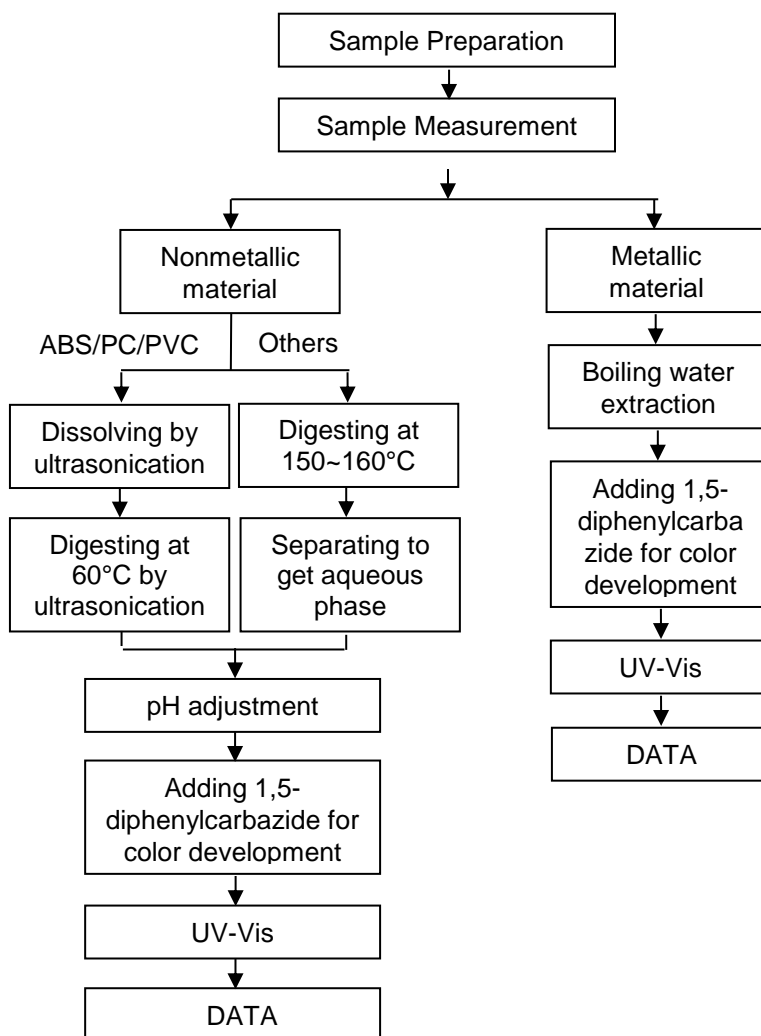 Sample Preparation
Sample Measurement
Nonmetallic
material
Metallic
material
ABS/PC/PVC
Others
Boiling water
extraction
Dissolving by
ultrasonication
Digesting at
150~160°C
Adding 1,5-
diphenylcarba
zide for color
development
Digesting at
60°C by
ultrasonication
Separating to
get aqueous
phase
UV-Vis
pH adjustment
DATA
Adding 1,5-
diphenylcarbazide for
color development
UV-Vis
DATA